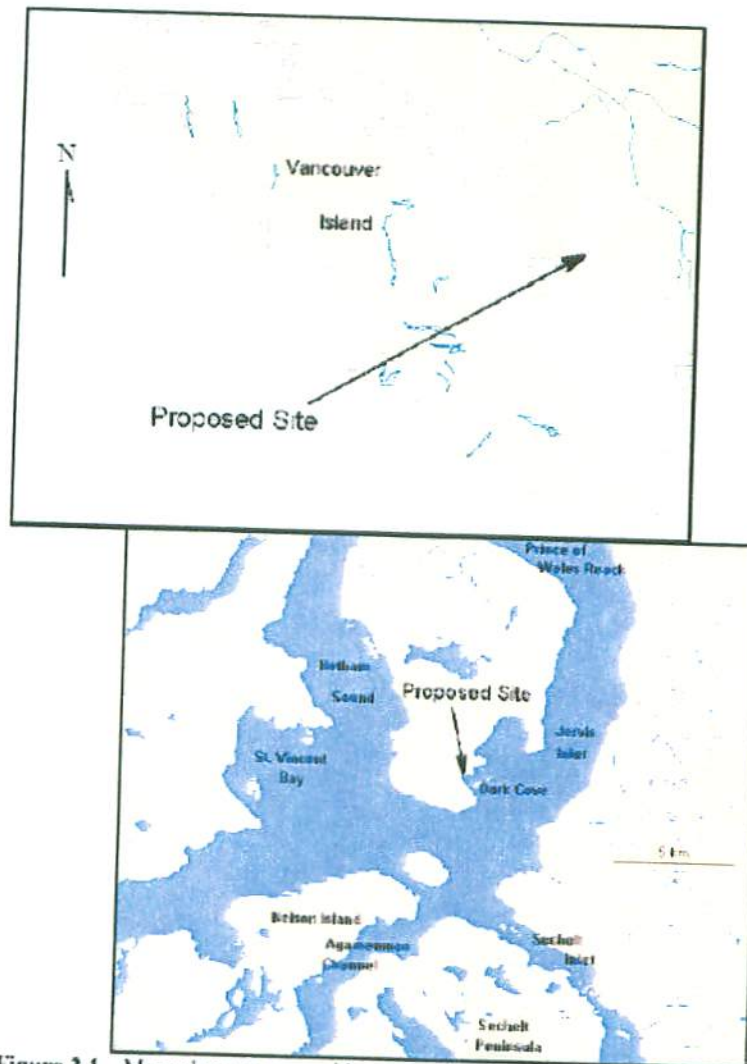 N
Vancouver
Island
Proposed Site
Prince of
Wales Reach
Hotham
Sound
Proposed Site
Jervis
Inlet
St. Vincent
Bay
Dark Cove
5 km
Nelson Island
Agamemnon
Channel
Sechelt
Inlet
Sechelt
Peninsula